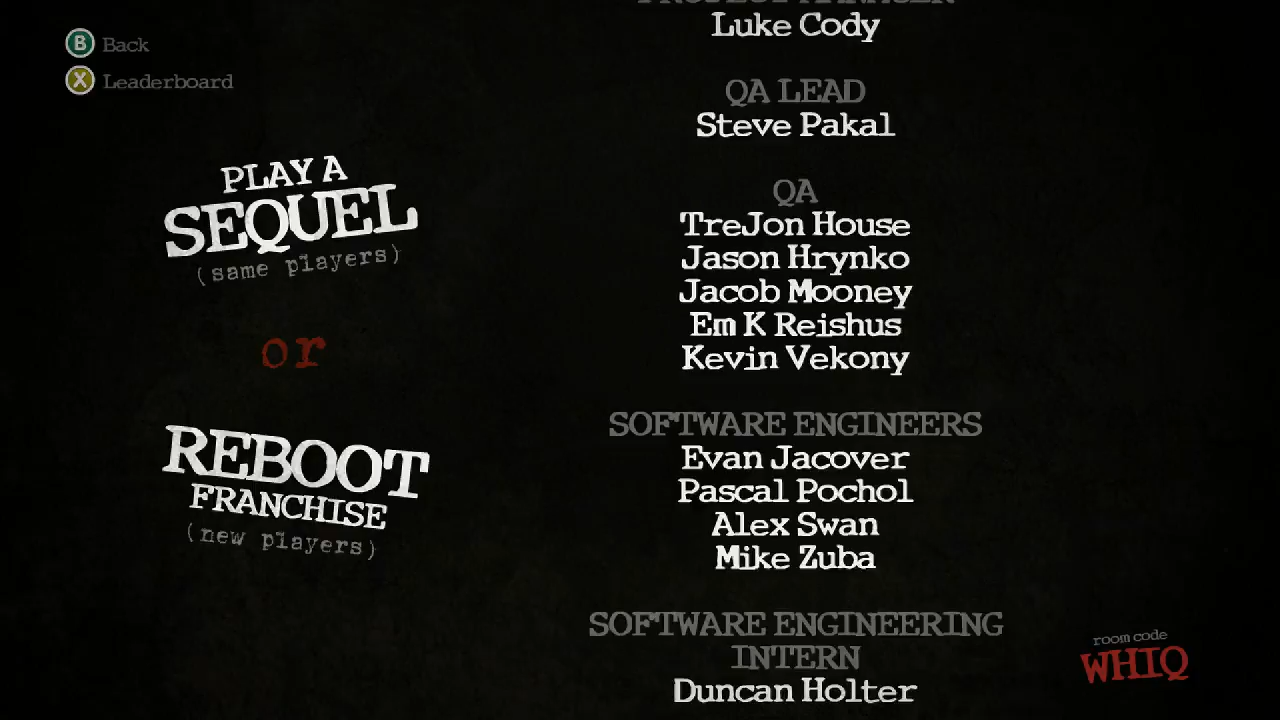 B Back
X Leaderboard
PLAY A
SEQUEL
(same players)
or
REBOOT
FRANCHISE
(new players)
PROJECT MANAGER
Luke Cody
QA LEAD
Steve Pakal
QA
TreJon House
Jason Hrynko
Jacob Mooney
Em K Reishus
Kevin Vekony
SOFTWARE ENGINEERS
Evan Jacover
Pascal Pochol
Alex Swan
Mike Zuba
SOFTWARE ENGINEERING
INTERN
Duncan Holter
room code
WHIQ